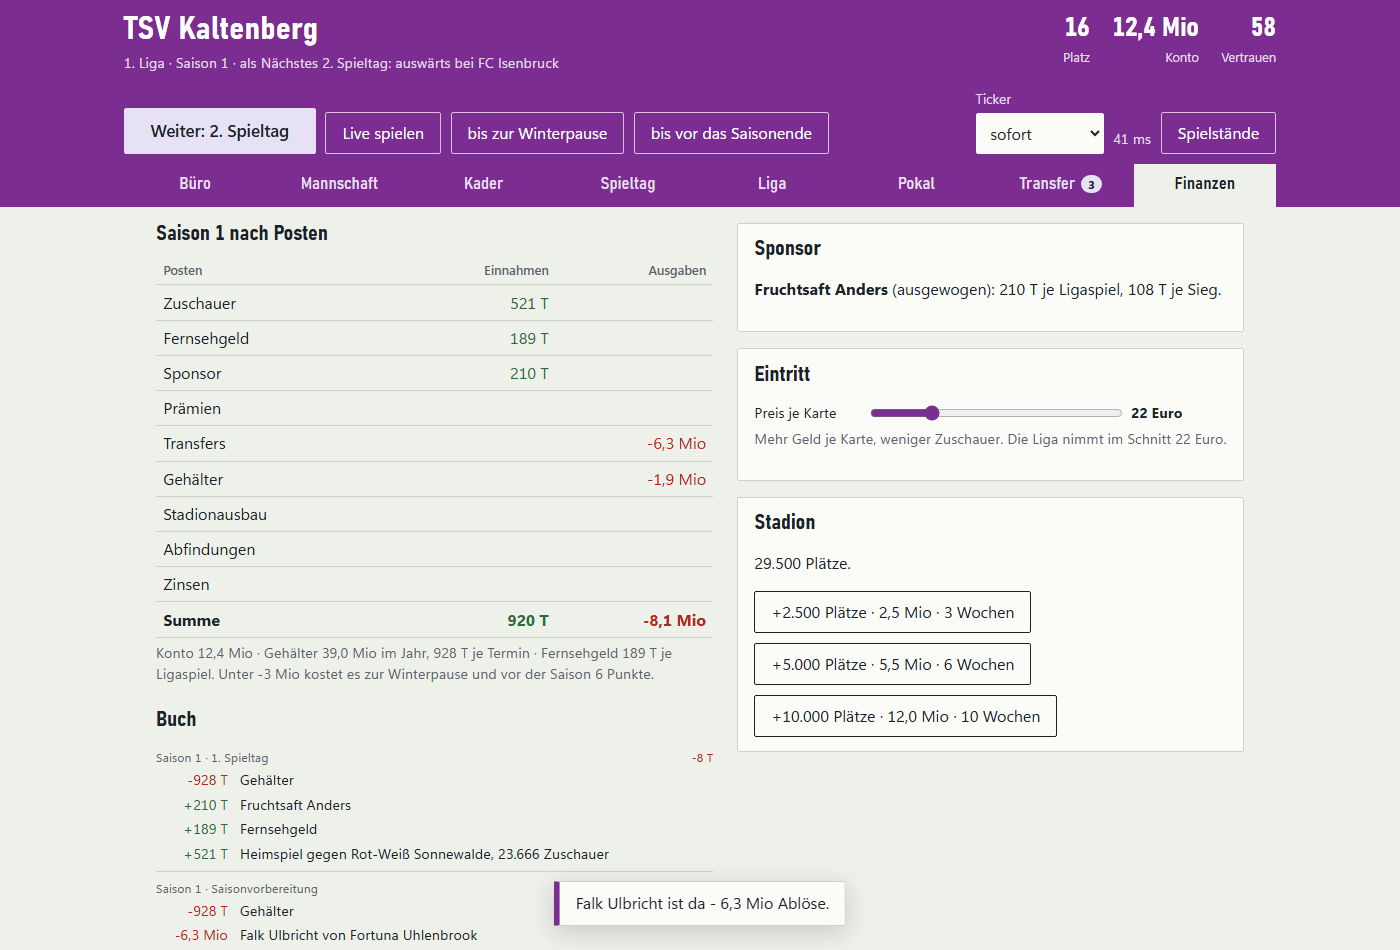 TSV Kaltenberg
1. Liga · Saison 1 · als Nächstes 2. Spieltag: auswärts bei FC Isenbruck
16
Platz
12,4 Mio
Konto
58
Vertrauen
Weiter: 2. Spieltag
Live spielen
bis zur Winterpause
bis vor das Saisonende
Ticker
sofort
41 ms
Spielstände
Büro
Mannschaft
Kader
Spieltag
Liga
Pokal
Transfer 3
Finanzen
Saison 1 nach Posten
Posten Einnahmen Ausgaben
Zuschauer 521 T
Fernsehgeld 189 T
Sponsor 210 T
Prämien
Transfers -6,3 Mio
Gehälter -1,9 Mio
Stadionausbau
Abfindungen
Zinsen
Summe 920 T -8,1 Mio
Konto 12,4 Mio · Gehälter 39,0 Mio im Jahr, 928 T je Termin · Fernsehgeld 189 T je
Ligaspiel. Unter -3 Mio kostet es zur Winterpause und vor der Saison 6 Punkte.
Buch
Saison 1 · 1. Spieltag -8 T
-928 T Gehälter
+210 T Fruchtsaft Anders
+189 T Fernsehgeld
+521 T Heimspiel gegen Rot-Weiß Sonnewalde, 23.666 Zuschauer
Saison 1 · Saisonvorbereitung
-928 T Gehälter
-6,3 Mio Falk Ulbricht von Fortuna Uhlenbrook
Sponsor
Fruchtsaft Anders (ausgewogen): 210 T je Ligaspiel, 108 T je Sieg.
Eintritt
Preis je Karte 22 Euro
Mehr Geld je Karte, weniger Zuschauer. Die Liga nimmt im Schnitt 22 Euro.
Stadion
29.500 Plätze.
+2.500 Plätze · 2,5 Mio · 3 Wochen
+5.000 Plätze · 5,5 Mio · 6 Wochen
+10.000 Plätze · 12,0 Mio · 10 Wochen
Falk Ulbricht ist da - 6,3 Mio Ablöse.